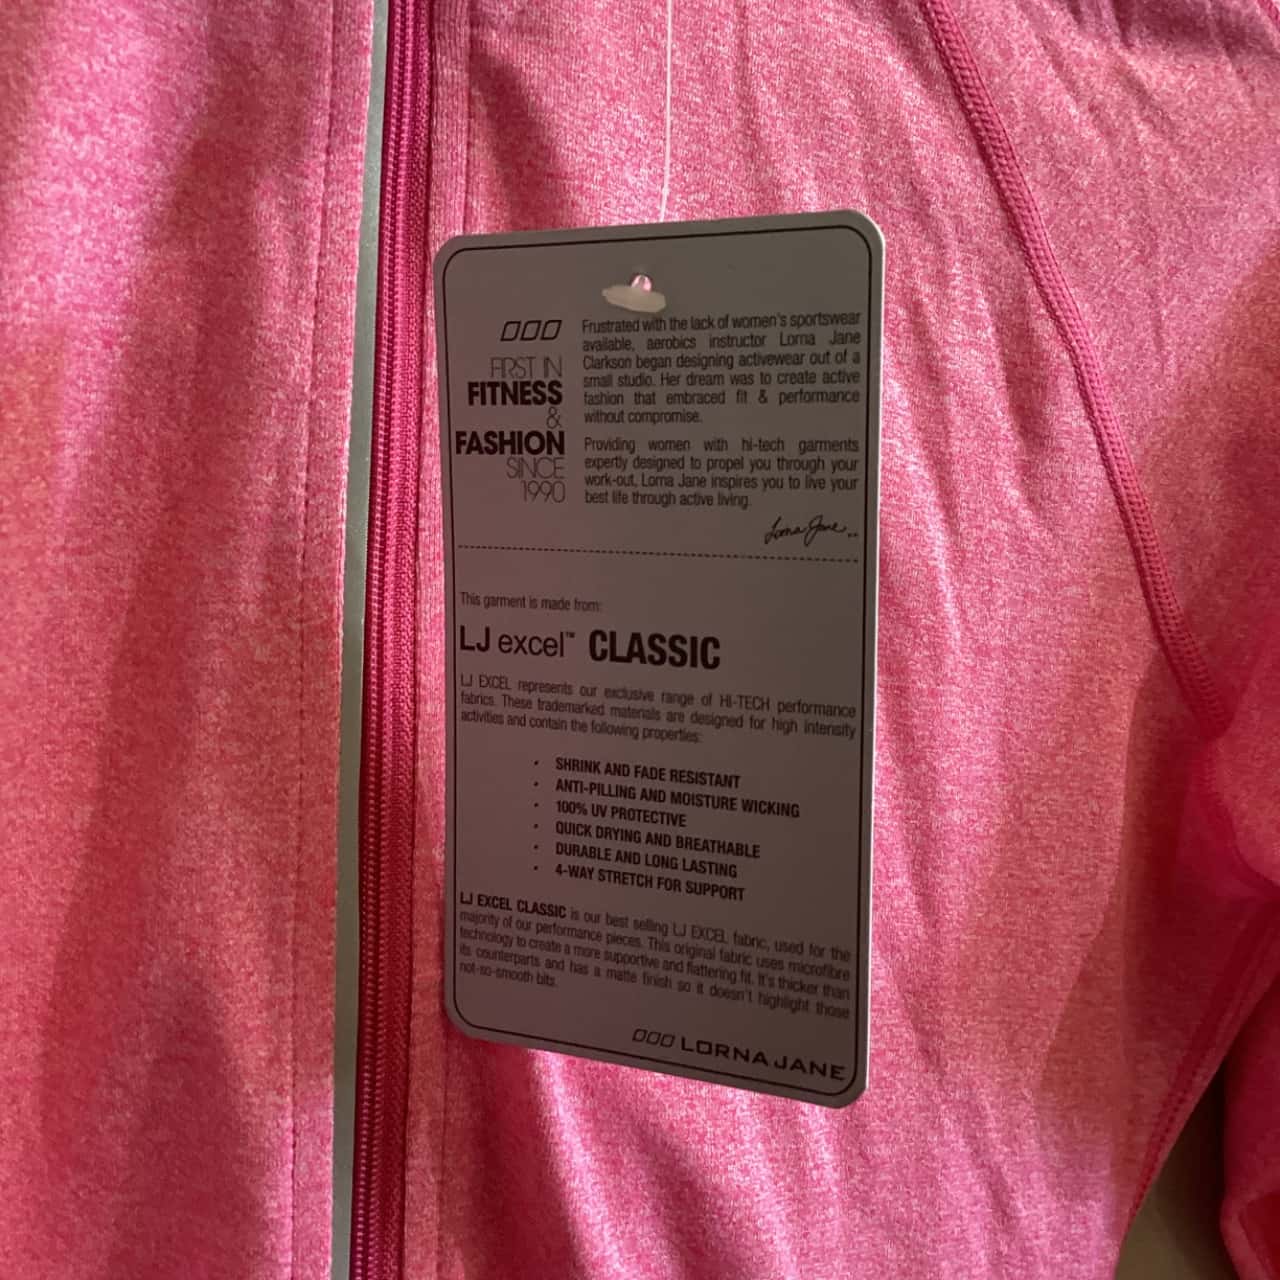 FIRST IN
FITNESS
&
FASHION
SINCE
1990
Frustrated with the lack of women's sportswear
available, aerobics instructor Lorna Jane
Clarkson began designing activewear out of a
small studio. Her dream was to create active
fashion that embraced fit & performance
without compromise.
Providing women with hi-tech garments
expertly designed to propel you through your
work-out, Lorna Jane inspires you to live your
best life through active living.
Lorna Jane
This garment is made from:
LJ excel™ CLASSIC
LJ EXCEL represents our exclusive range of HI-TECH performance
fabrics. These trademarked materials are designed for high intensity
activities and contain the following properties:
• SHRINK AND FADE RESISTANT
• ANTI-PILLING AND MOISTURE WICKING
• 100% UV PROTECTIVE
• QUICK DRYING AND BREATHABLE
• DURABLE AND LONG LASTING
• 4-WAY STRETCH FOR SUPPORT
LJ EXCEL CLASSIC is our best selling LJ EXCEL fabric, used for the
majority of our performance pieces. This original fabric uses microfibre
technology to create a more supportive and flattering fit. It's thicker than
its counterparts and has a matte finish so it doesn't highlight those
not-so-smooth bits.
LORNA JANE